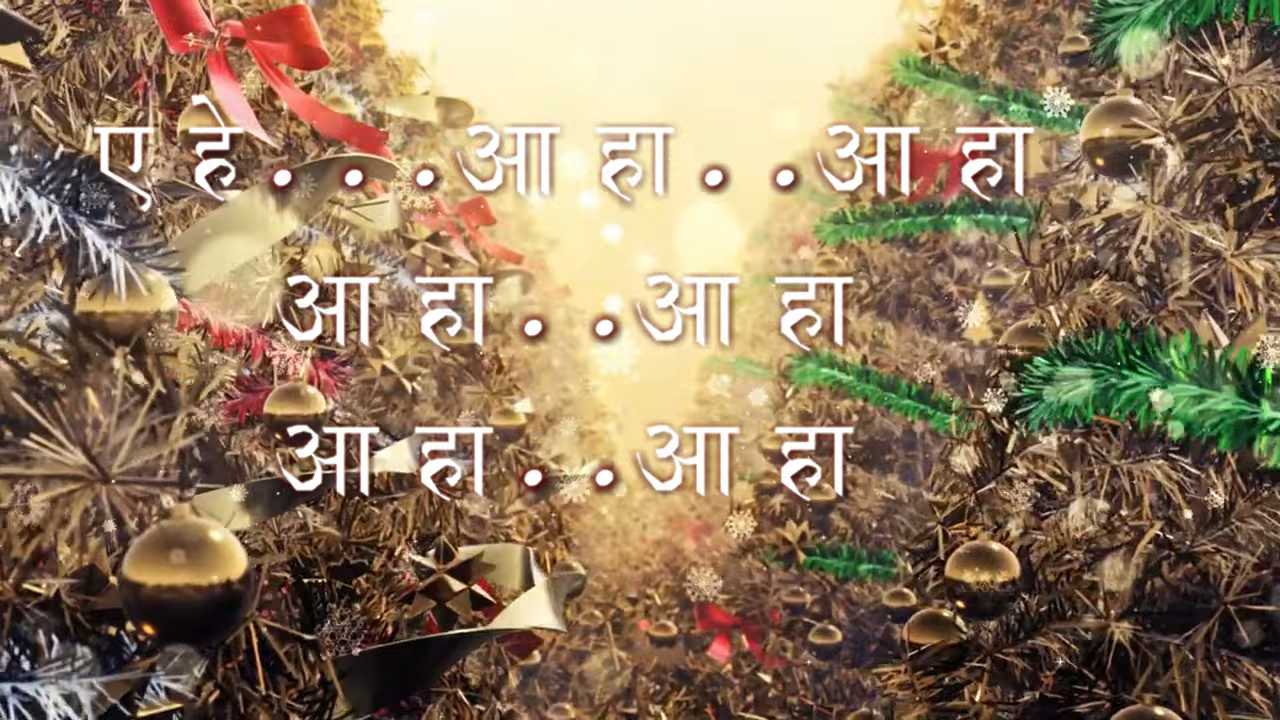 ए हे . . . आ हा . . आ हा
आ हा . . आ हा
आ हा . . आ हा